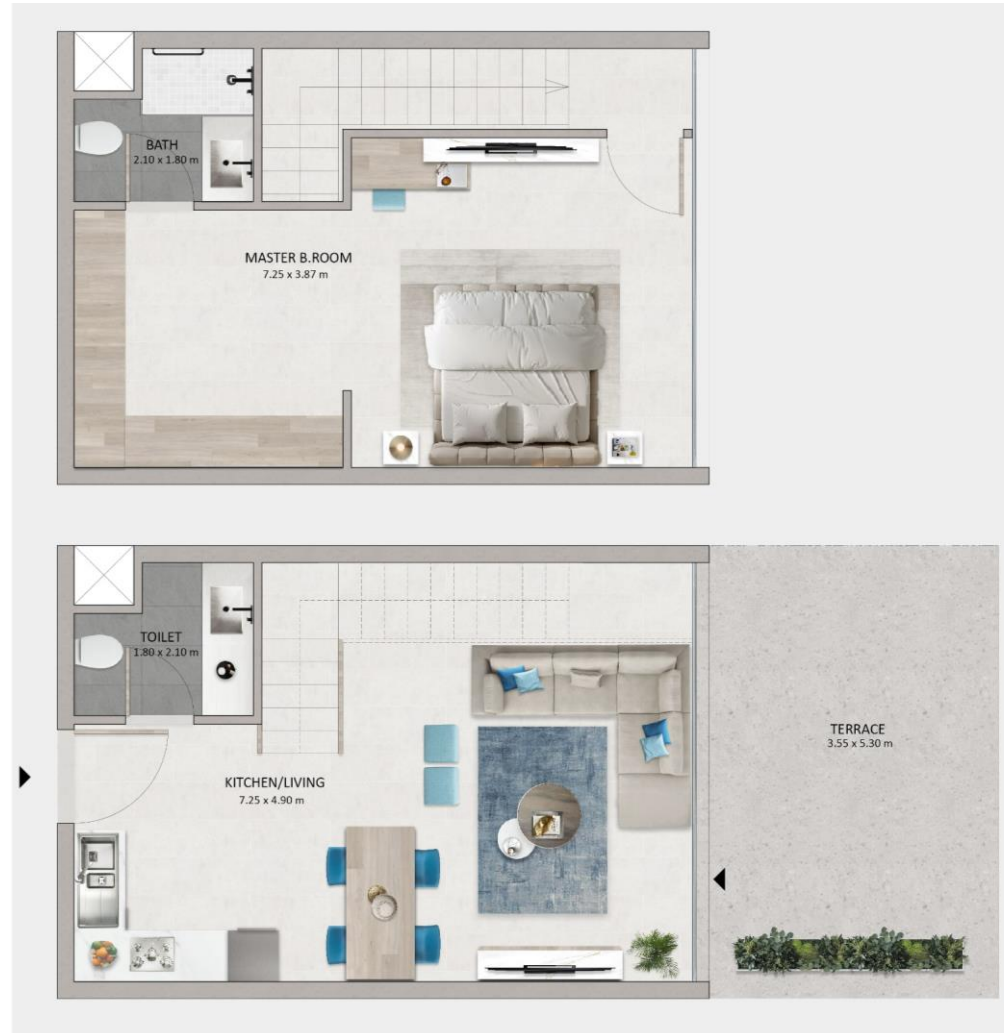 BATH
2.10 x 1.80 m
MASTER B.ROOM
7.25 x 3.87 m
TOILET
1.80 x 2.10 m
KITCHEN/LIVING
7.25 x 4.90 m
TERRACE
3.55 x 5.30 m